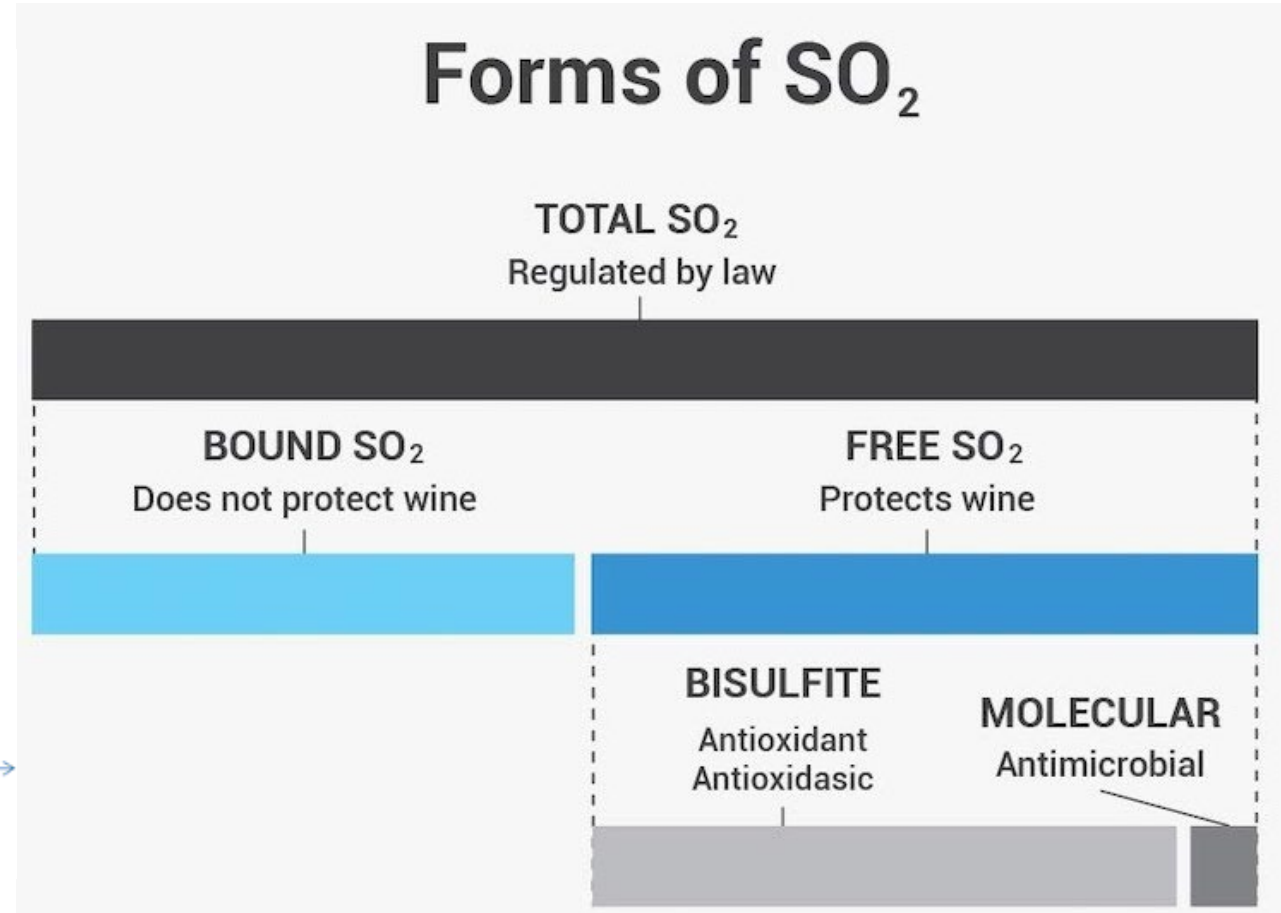 Forms of SO₂
TOTAL SO₂
Regulated by law
BOUND SO₂
Does not protect wine
FREE SO₂
Protects wine
BISULFITE
Antioxidant
Antioxidasic
MOLECULAR
Antimicrobial